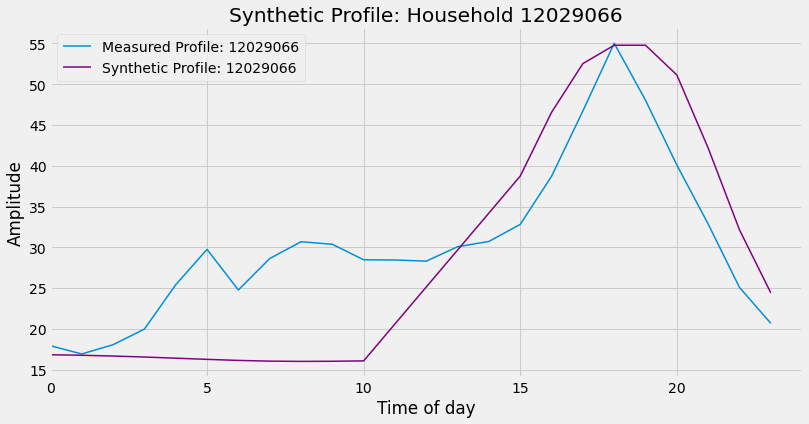 Synthetic Profile: Household 12029066
Measured Profile: 12029066
Synthetic Profile: 12029066
Amplitude
55
50
45
40
35
30
25
20
15
0 5 10 15 20
Time of day